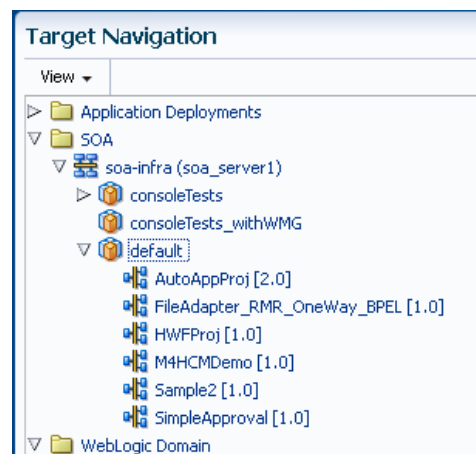 Target Navigation
View
Application Deployments
SOA
soa-infra (soa_server1)
consoleTests
consoleTests_withWMG
default
AutoAppProj [2.0]
FileAdapter_RMR_OneWay_BPEL [1.0]
HWFProj [1.0]
M4HCMDemo [1.0]
Sample2 [1.0]
SimpleApproval [1.0]
WebLogic Domain